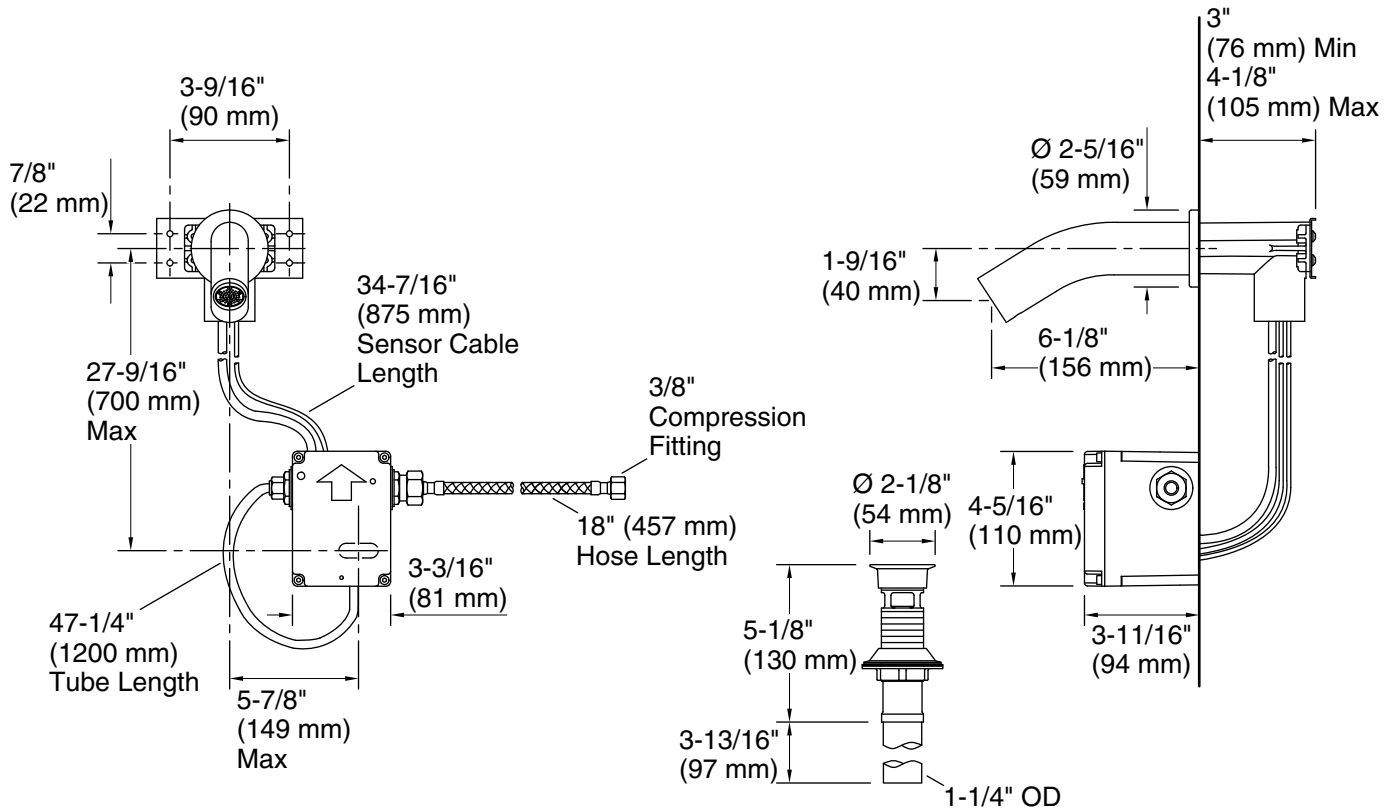 3-9/16"
(90 mm)
7/8"
(22 mm)
34-7/16"
(875 mm)
Sensor Cable
Length
27-9/16"
(700 mm)
Max
3/8"
Compression
Fitting
18" (457 mm)
Hose Length
3-3/16"
(81 mm)
47-1/4"
(1200 mm)
Tube Length
5-7/8"
(149 mm)
Max
3"
(76 mm) Min
4-1/8"
(105 mm) Max
Ø 2-5/16"
(59 mm)
1-9/16"
(40 mm)
6-1/8"
(156 mm)
Ø 2-1/8"
(54 mm)
4-5/16"
(110 mm)
5-1/8"
(130 mm)
3-11/16"
(94 mm)
3-13/16"
(97 mm)
1-1/4" OD